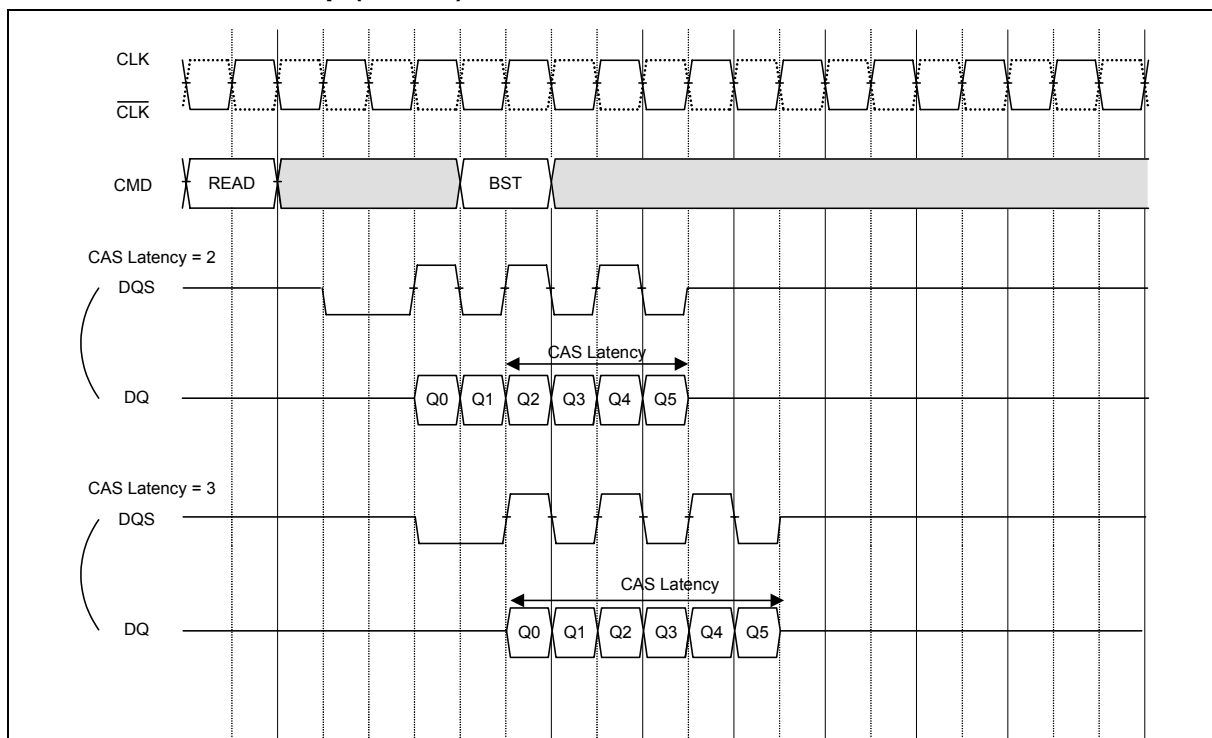 CLK
CLK
CMD READ BST
CAS Latency = 2
DQS
CAS Latency
DQ Q0 Q1 Q2 Q3 Q4 Q5
CAS Latency = 3
DQS
CAS Latency
DQ Q0 Q1 Q2 Q3 Q4 Q5